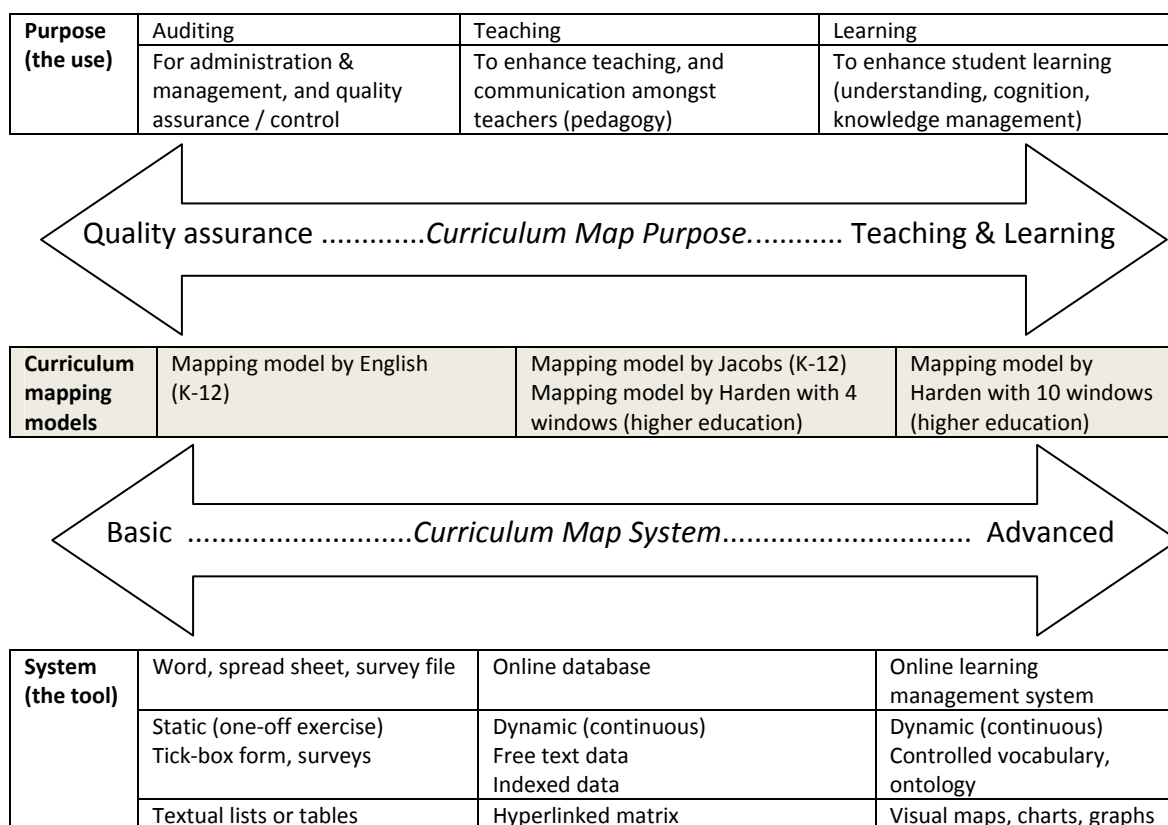 Purpose
(the use)
Auditing
Teaching
Learning
For administration &
management, and quality
assurance / control
To enhance teaching, and
communication amongst
teachers (pedagogy)
To enhance student learning
(understanding, cognition,
knowledge management)
Quality assurance .............Curriculum Map Purpose............ Teaching & Learning
Curriculum
mapping
models
Mapping model by English
(K-12)
Mapping model by Jacobs (K-12)
Mapping model by Harden with 4
windows (higher education)
Mapping model by
Harden with 10 windows
(higher education)
Basic ............................Curriculum Map System............................... Advanced
System
(the tool)
Word, spread sheet, survey file
Online database
Online learning
management system
Static (one-off exercise)
Tick-box form, surveys
Dynamic (continuous)
Free text data
Indexed data
Dynamic (continuous)
Controlled vocabulary,
ontology
Textual lists or tables
Hyperlinked matrix
Visual maps, charts, graphs